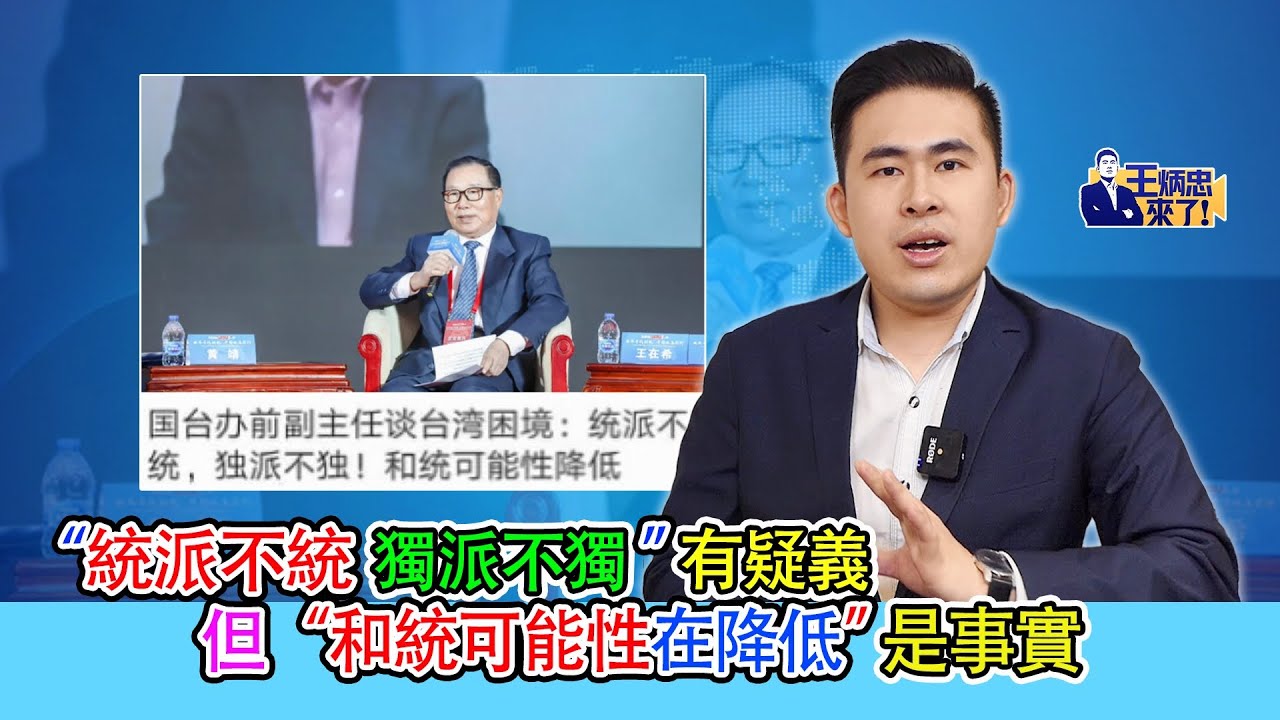 王炳忠
來了!
黄 靖
王在希
RØDE
国台办前副主任谈台湾困境：统派不
统，独派不独！和统可能性降低
“統派不統 獨派不獨”有疑義
但 “和統可能性在降低”是事實